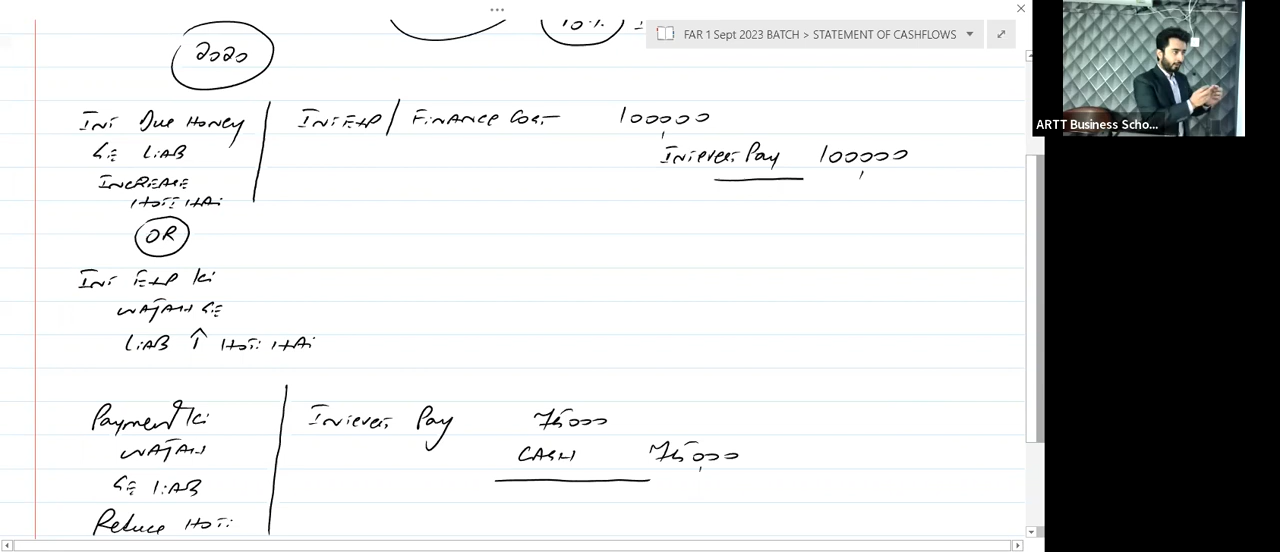 10%
FAR 1 Sept 2023 BATCH > STATEMENT OF CASHFLOWS
ARTT Business Scho...
2020
INT DUE HONEY
SE LIAB
INCREASE
HOTI HAI
INT EXP / FINANCE COST 100000
INTEREST PAY 100000
OR
INT EXP KI
WAJAH SE
LIAB ↑ HOTI HAI
Payment KI
WAJAH
SE LIAB
Reduce HOTI
INTEREST PAY 75000
CASH 75000